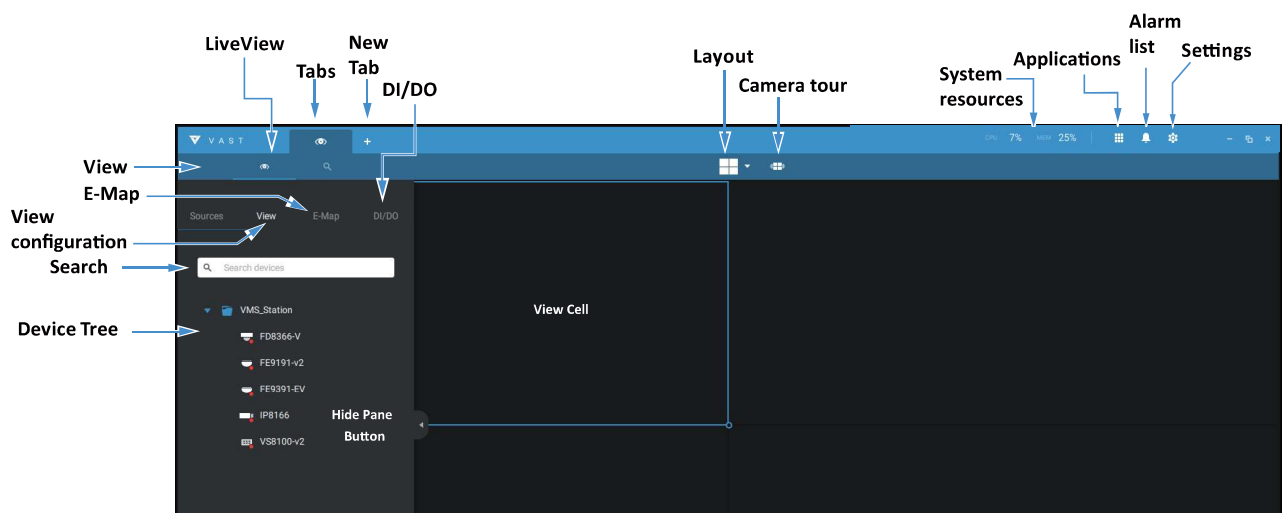 Alarm
list
LiveView
New
Tab
Settings
Layout
Applications
Tabs
System
resources
Camera tour
DI/DO
VAST
+
CPU 7% MEM 25%
View
E-Map
View
configuration
Sources View E-Map DI/DO
Search
Search devices
VMS_Station
View Cell
Device Tree
FD8366-V
FE9191-v2
FE9391-EV
IP8166
Hide Pane
Button
VS8100-v2